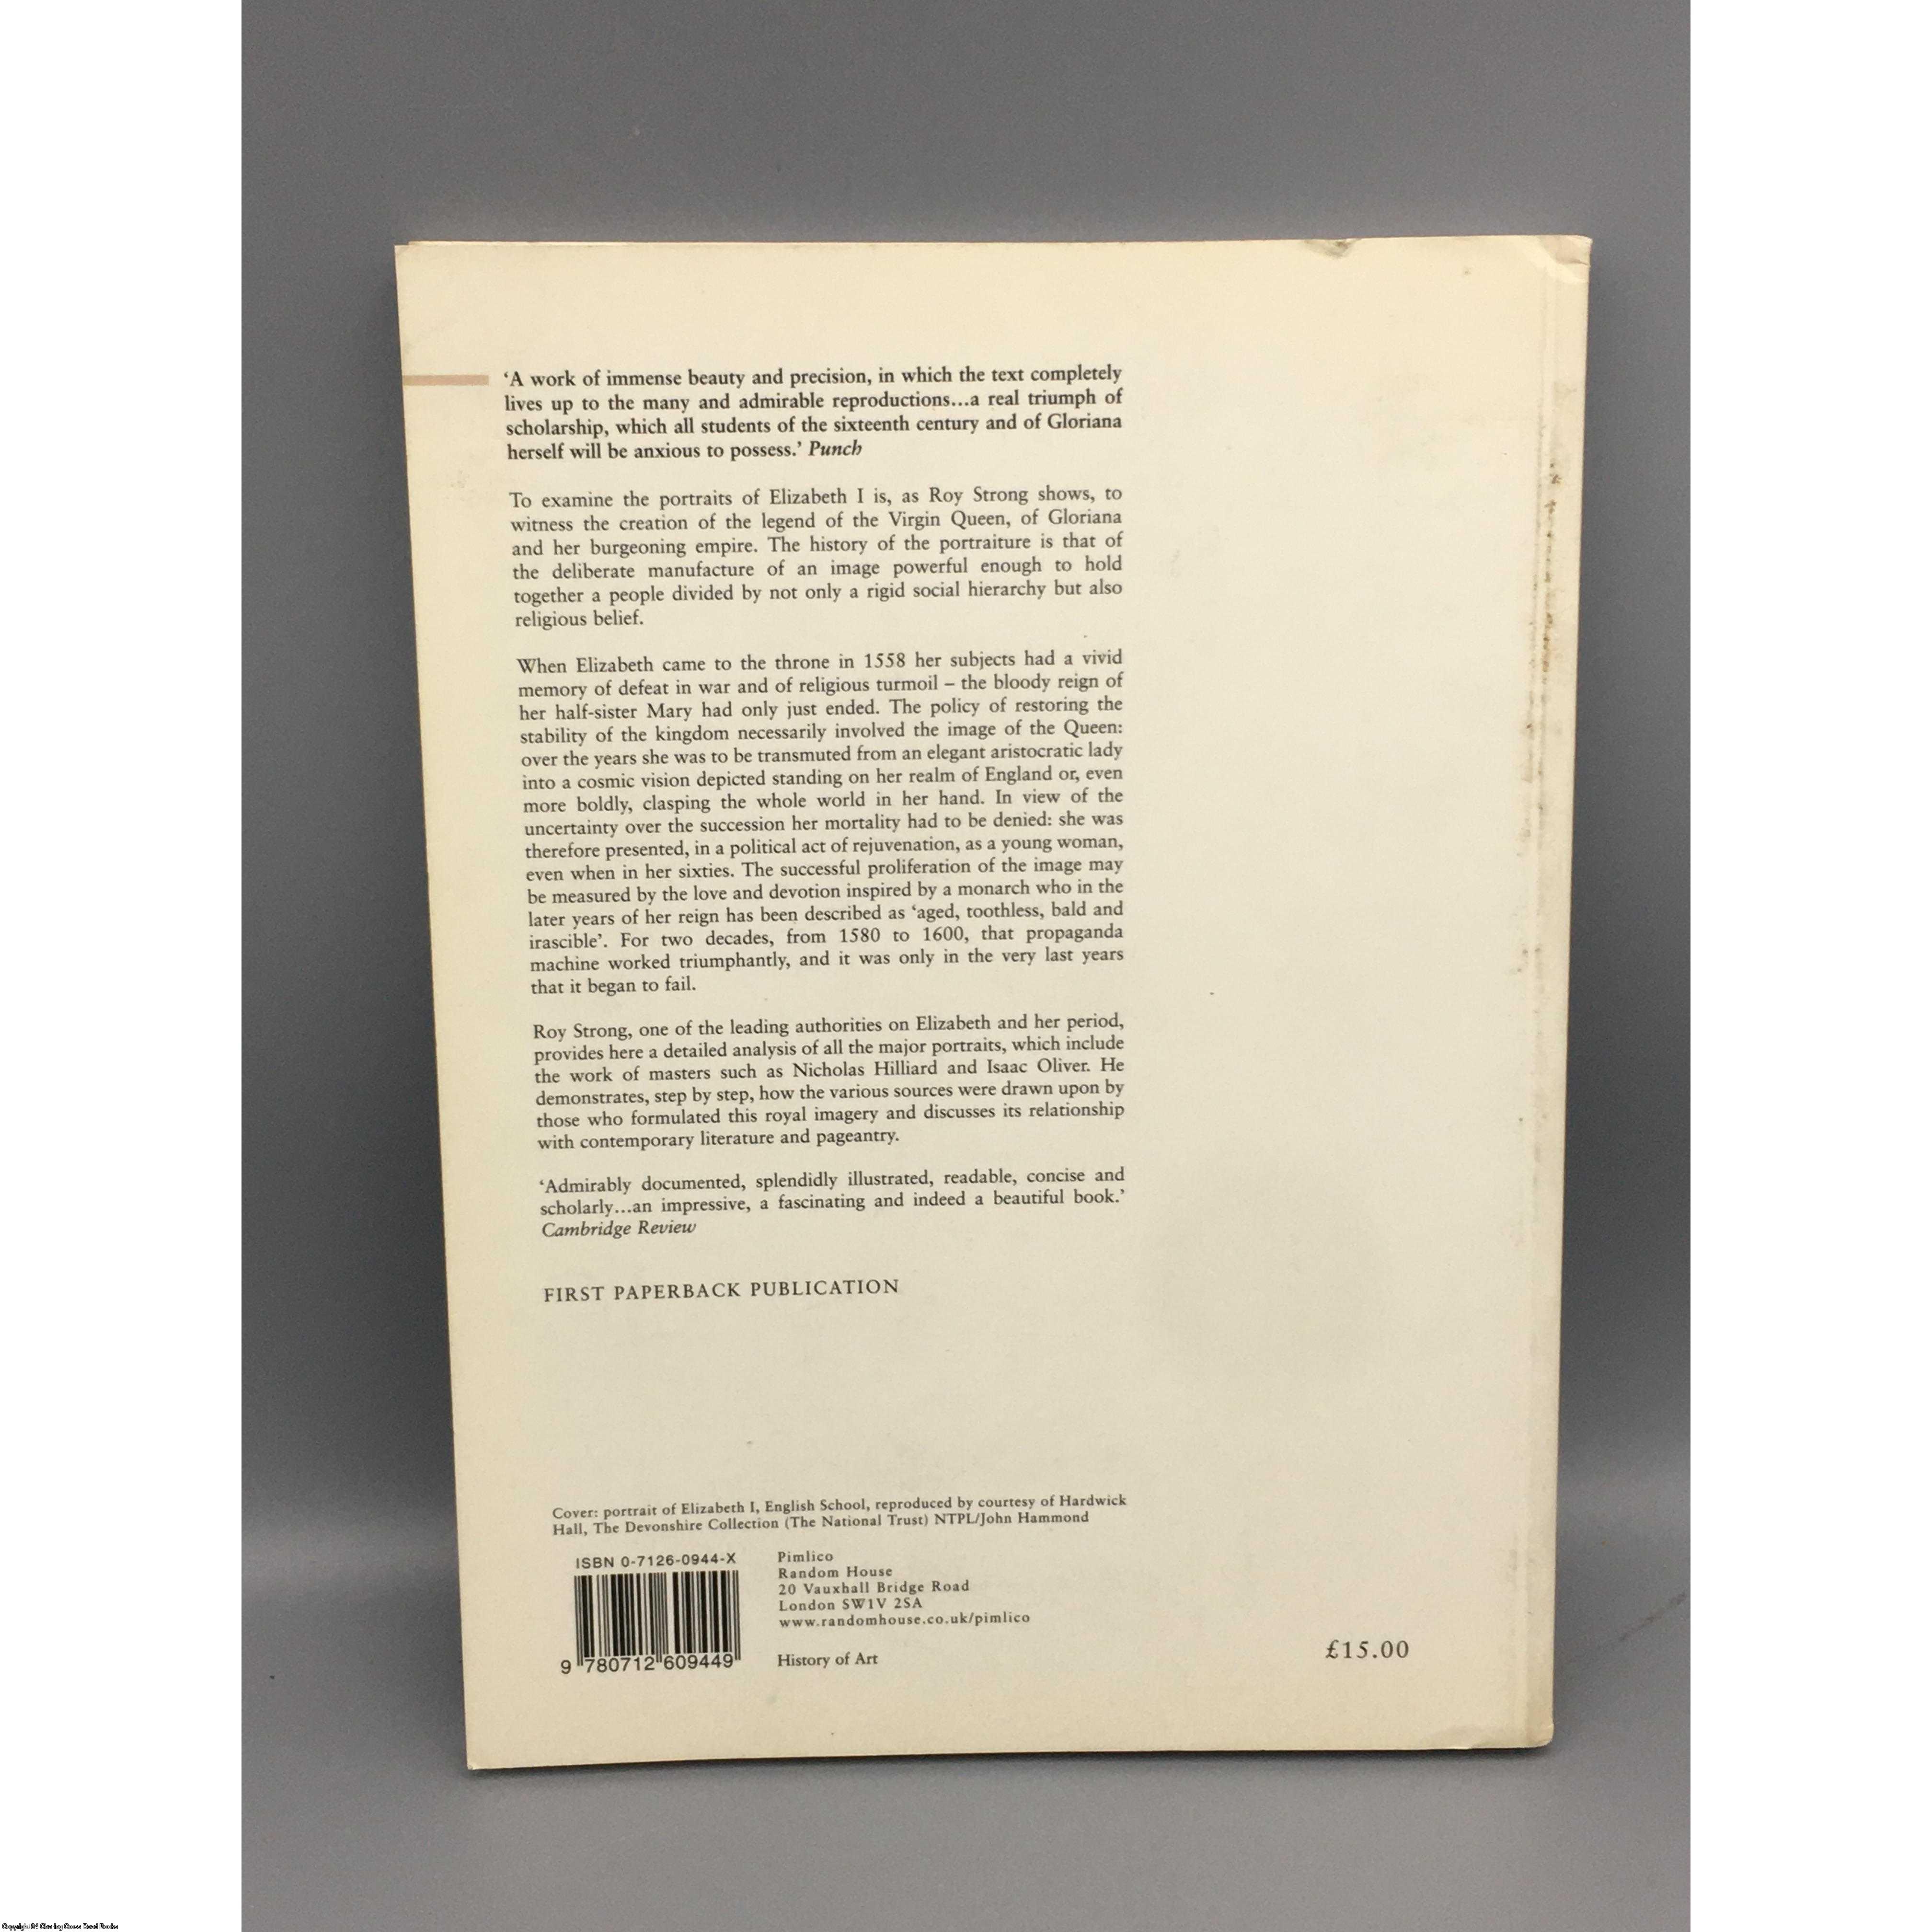 ‘A work of immense beauty and precision, in which the text completely
lives up to the many and admirable reproductions...a real triumph of
scholarship, which all students of the sixteenth century and of Gloriana
herself will be anxious to possess.’ Punch
To examine the portraits of Elizabeth I is, as Roy Strong shows, to
witness the creation of the legend of the Virgin Queen, of Gloriana
and her burgeoning empire. The history of the portraiture is that of
the deliberate manufacture of an image powerful enough to hold
together a people divided by not only a rigid social hierarchy but also
religious belief.
When Elizabeth came to the throne in 1558 her subjects had a vivid
memory of defeat in war and of religious turmoil – the bloody reign of
her half-sister Mary had only just ended. The policy of restoring the
stability of the kingdom necessarily involved the image of the Queen:
over the years she was to be transmuted from an elegant aristocratic lady
into a cosmic vision depicted standing on her realm of England or, even
more boldly, clasping the whole world in her hand. In view of the
uncertainty over the succession her mortality had to be denied: she was
therefore presented, in a political act of rejuvenation, as a young woman,
even when in her sixties. The successful proliferation of the image may
be measured by the love and devotion inspired by a monarch who in the
later years of her reign has been described as ‘aged, toothless, bald and
irascible’. For two decades, from 1580 to 1600, that propaganda
machine worked triumphantly, and it was only in the very last years
that it began to fail.
Roy Strong, one of the leading authorities on Elizabeth and her period,
provides here a detailed analysis of all the major portraits, which include
the work of masters such as Nicholas Hilliard and Isaac Oliver. He
demonstrates, step by step, how the various sources were drawn upon by
those who formulated this royal imagery and discusses its relationship
with contemporary literature and pageantry.
‘Admirably documented, splendidly illustrated, readable, concise and
scholarly...an impressive, a fascinating and indeed a beautiful book.’
Cambridge Review
FIRST PAPERBACK PUBLICATION
Cover: portrait of Elizabeth I, English School, reproduced by courtesy of Hardwick
Hall, The Devonshire Collection (The National Trust) NTPL/John Hammond
ISBN 0-7126-0944-X
9 780712 609449
Pimlico
Random House
20 Vauxhall Bridge Road
London SW1V 2SA
www.randomhouse.co.uk/pimlico
History of Art
£15.00
Copyright 84 Charing Cross Road Books